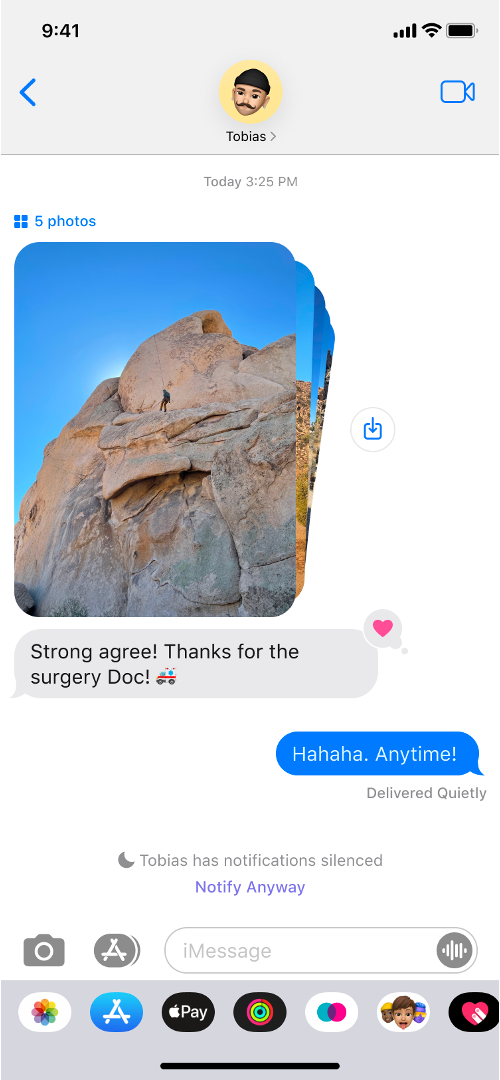 9:41
Tobias
Today 3:25 PM
5 photos
Strong agree! Thanks for the
surgery Doc! 🚑
Hahaha. Anytime!
Delivered Quietly
Tobias has notifications silenced
Notify Anyway
iMessage
Pay